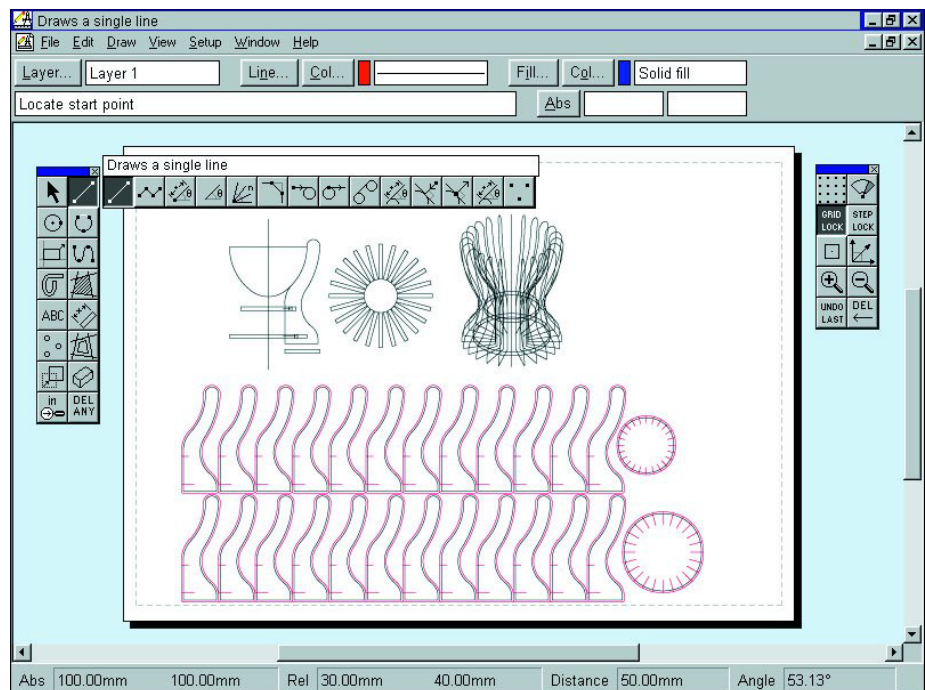 Draws a single line
File Edit Draw View Setup Window Help
Layer... Layer 1 Line... Col... Fill... Col... Solid fill
Locate start point Abs
Draws a single line
GRID LOCK
STEP LOCK
UNDO LAST
DEL
ABC
in
DEL ANY
Abs 100.00mm 100.00mm Rel 30.00mm 40.00mm Distance 50.00mm Angle 53.13°